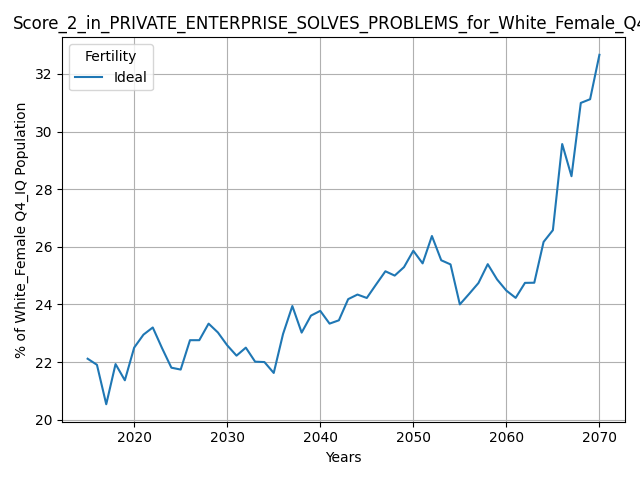 Score_2_in_PRIVATE_ENTERPRISE_SOLVES_PROBLEMS_for_White_Female_Q4
Fertility
Ideal
% of White_Female Q4_IQ Population
32
30
28
26
24
22
20
2020 2030 2040 2050 2060 2070
Years